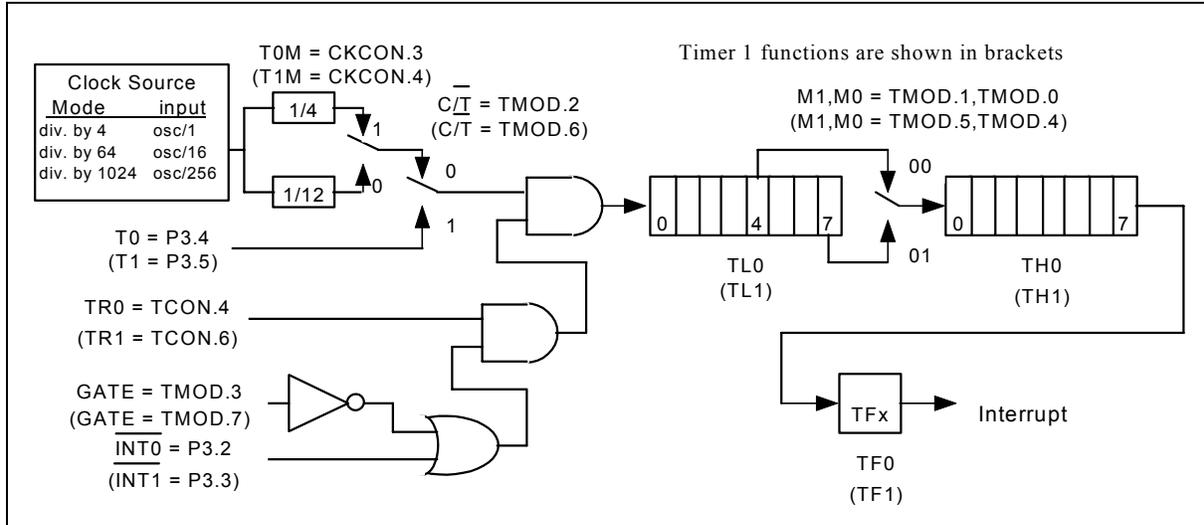 T0M = CKCON.3
(T1M = CKCON.4)
Timer 1 functions are shown in brackets
Clock Source
Mode input
div. by 4 osc/1
div. by 64 osc/16
div. by 1024 osc/256
1/4
1/12
1
0
C/T = TMOD.2
(C/T = TMOD.6)
0
1
M1,M0 = TMOD.1,TMOD.0
(M1,M0 = TMOD.5,TMOD.4)
00
01
0 4 7
TL0
(TL1)
0 7
TH0
(TH1)
T0 = P3.4
(T1 = P3.5)
TR0 = TCON.4
(TR1 = TCON.6)
GATE = TMOD.3
(GATE = TMOD.7)
INT0 = P3.2
(INT1 = P3.3)
TFx
Interrupt
TF0
(TF1)